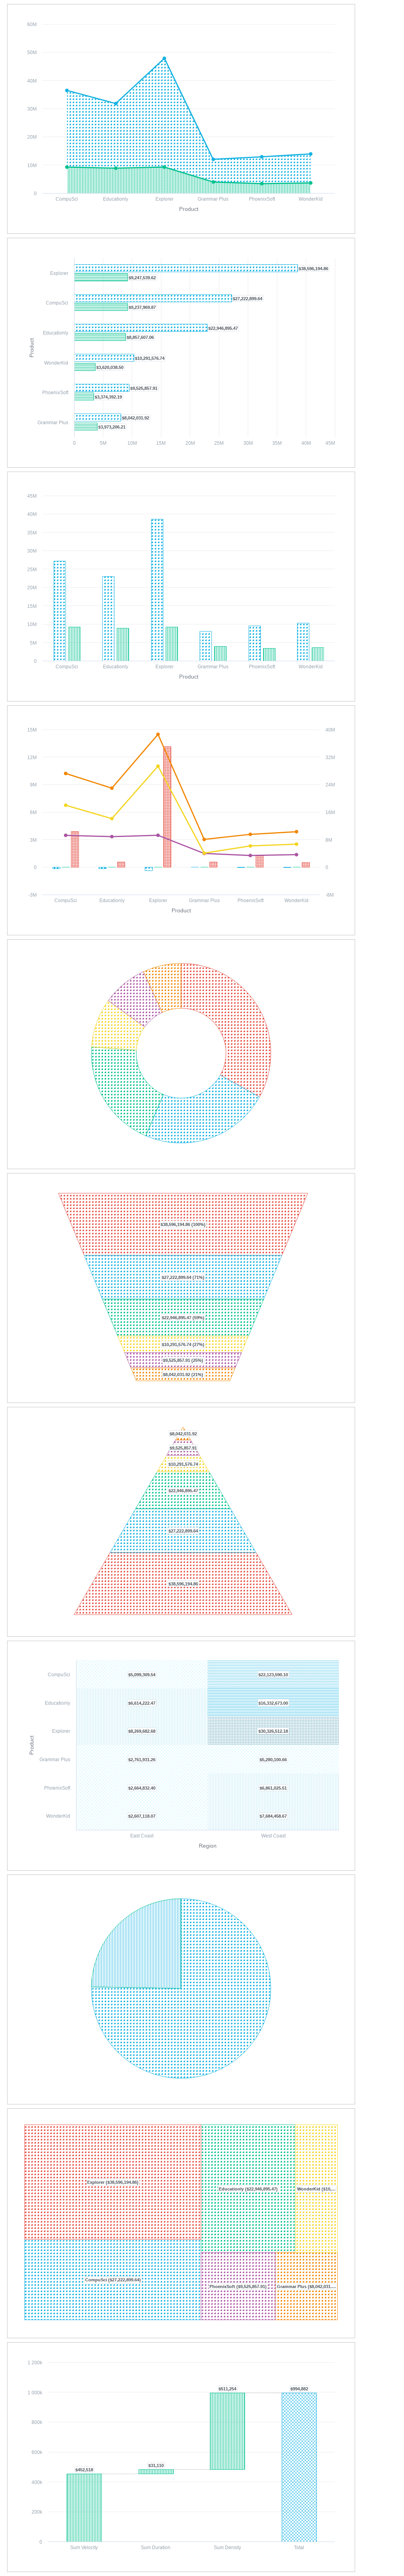 60M
50M
40M
30M
20M
10M
0
CompuSci Educationly Explorer Grammar Plus PhoenixSoft WonderKid
Product
Product
Explorer $38,596,194.86
$9,247,539.62
CompuSci $27,222,899.64
$9,237,969.87
Educationly $22,946,895.47
$8,857,607.96
WonderKid $10,291,576.74
$3,620,038.50
PhoenixSoft $9,525,857.91
$3,374,392.19
Grammar Plus $8,042,031.92
$3,973,206.21
0 5M 10M 15M 20M 25M 30M 35M 40M 45M
45M
40M
35M
30M
25M
20M
15M
10M
5M
0
CompuSci Educationly Explorer Grammar Plus PhoenixSoft WonderKid
Product
15M 40M
12M 32M
9M 24M
6M 16M
3M 8M
0 0
-3M -8M
CompuSci Educationly Explorer Grammar Plus PhoenixSoft WonderKid
Product
$38,596,194.86 (100%)
$27,222,899.64 (71%)
$22,946,895.47 (59%)
$10,291,576.74 (27%)
$9,525,857.91 (25%)
$8,042,031.92 (21%)
$8,042,031.92
$9,525,857.91
$10,291,576.74
$22,946,895.47
$27,222,899.64
$38,596,194.86
Product
CompuSci $5,099,309.54 $22,123,590.10
Educationly $6,614,222.47 $16,332,673.00
Explorer $8,269,682.68 $30,326,512.18
Grammar Plus $2,761,931.26 $5,280,100.66
PhoenixSoft $2,664,832.40 $6,861,025.51
WonderKid $2,607,118.07 $7,684,458.67
East Coast West Coast
Region
Explorer ($38,596,194.86)
Educationly ($22,946,895.47) WonderKid ($10,...
CompuSci ($27,222,899.64)
PhoenixSoft ($9,525,857.91) Grammar Plus ($8,042,031....
1 200k
1 000k
800k
600k
400k
200k
0
$452,518
$31,110
$511,254
$994,882
Sum Velocity Sum Duration Sum Density Total